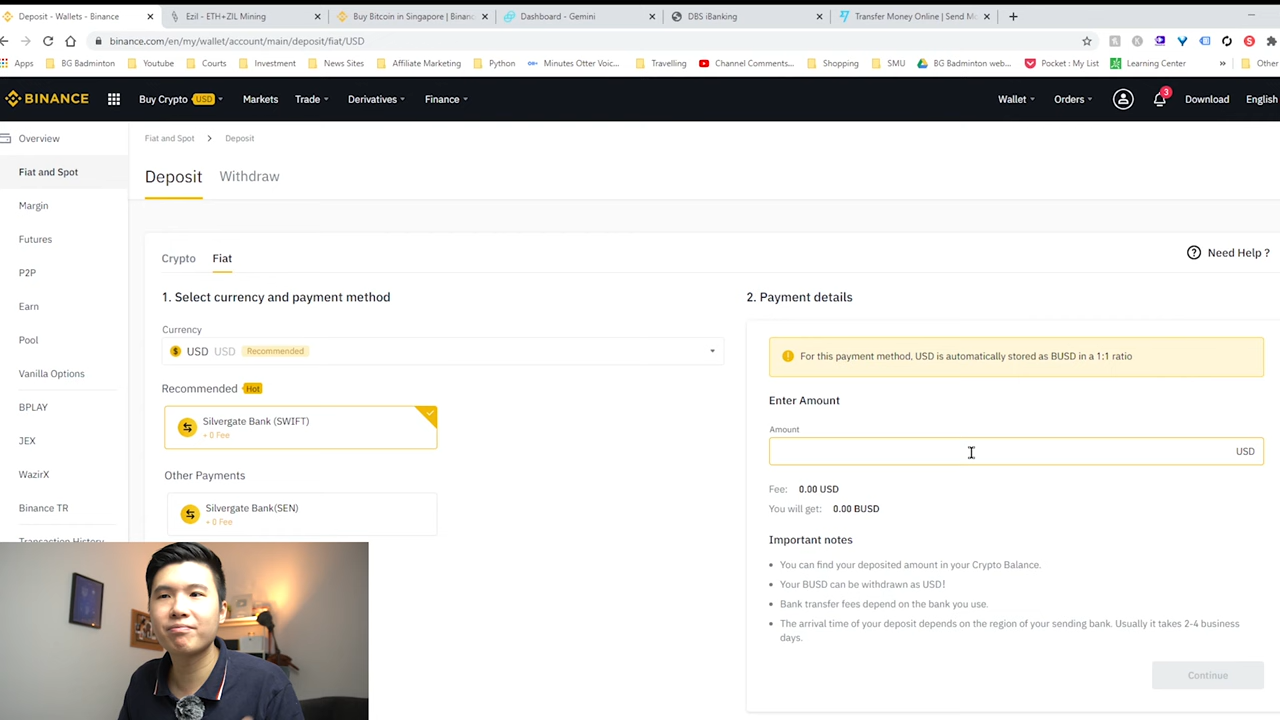 Deposit - Wallets - Binance
Ezil - ETH+ZIL Mining
Buy Bitcoin in Singapore | Binanc
Dashboard - Gemini
DBS iBanking
Transfer Money Online | Send Mo
binance.com/en/my/wallet/account/main/deposit/fiat/USD
Apps
BG Badminton
Youtube
Courts
Investment
News Sites
Affiliate Marketing
Python
Minutes Otter Voic...
Travelling
Channel Comments...
Shopping
SMU
BG Badminton web...
Pocket : My List
Learning Center
Other
BINANCE
Buy Crypto USD
Markets
Trade
Derivatives
Finance
Wallet
Orders
3
Download
English
Overview
Fiat and Spot
Margin
Futures
P2P
Earn
Pool
Vanilla Options
BPLAY
JEX
WazirX
Binance TR
Transaction History
Fiat and Spot > Deposit
Deposit
Withdraw
Crypto
Fiat
Need Help ?
1. Select currency and payment method
Currency
USD USD Recommended
Recommended Hot
Silvergate Bank (SWIFT)
+ 0 Fee
Other Payments
Silvergate Bank(SEN)
+ 0 Fee
2. Payment details
For this payment method, USD is automatically stored as BUSD in a 1:1 ratio
Enter Amount
Amount
USD
Fee: 0.00 USD
You will get: 0.00 BUSD
Important notes
• You can find your deposited amount in your Crypto Balance.
• Your BUSD can be withdrawn as USD!
• Bank transfer fees depend on the bank you use.
• The arrival time of your deposit depends on the region of your sending bank. Usually it takes 2-4 business
days.
Continue